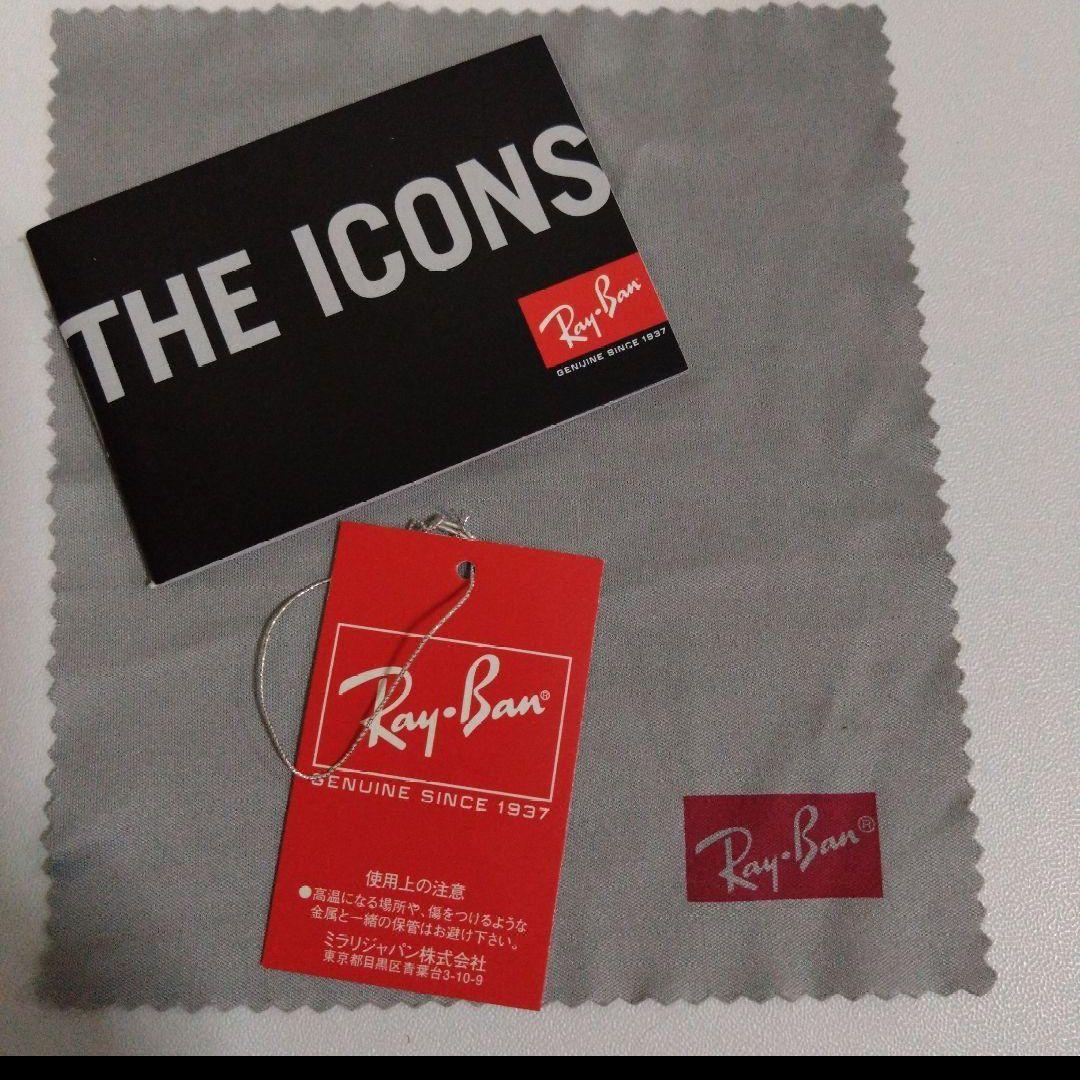 THE ICONS
Ray-Ban
GENUINE SINCE 1937
Ray-Ban®
GENUINE SINCE 1937
使用上の注意
●高温になる場所や、傷をつけるような
金属と一緒の保管はお避け下さい。
ミラリジャパン株式会社
東京都目黒区青葉台3-10-9
Ray-Ban®